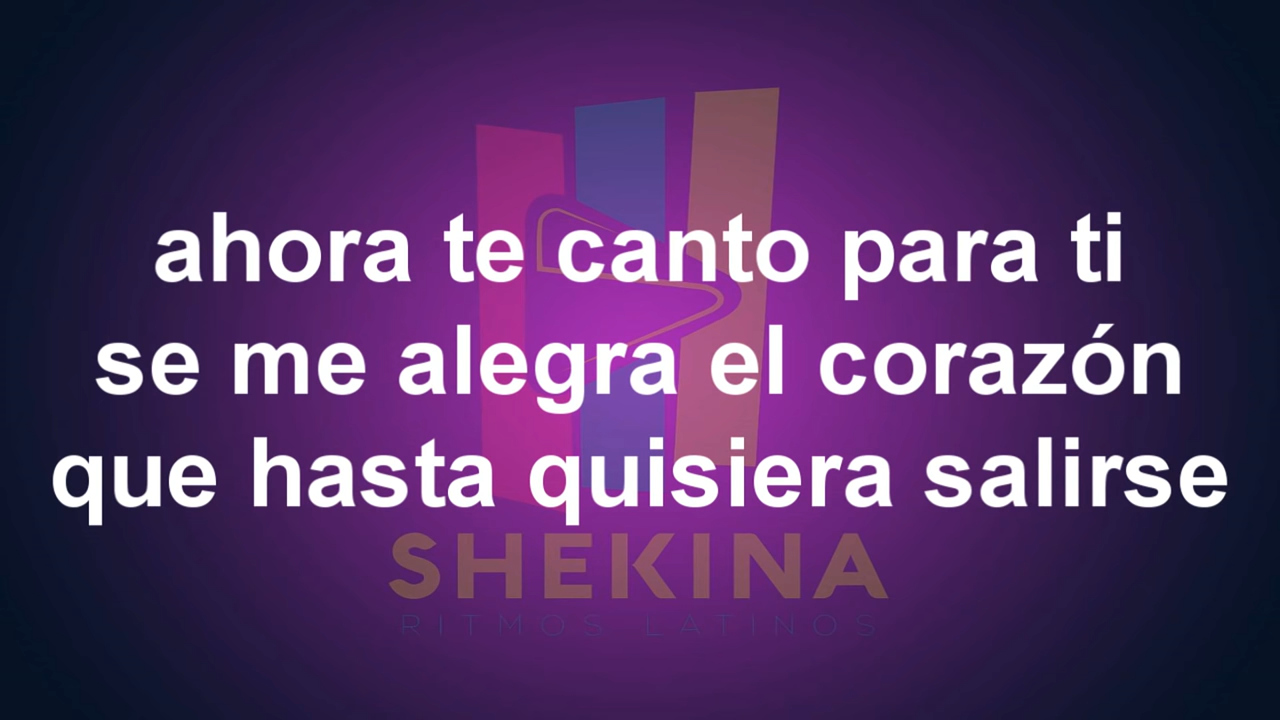 ahora te canto para ti
se me alegra el corazón
que hasta quisiera salirse
SHEKINA
RITMOS LATINOS